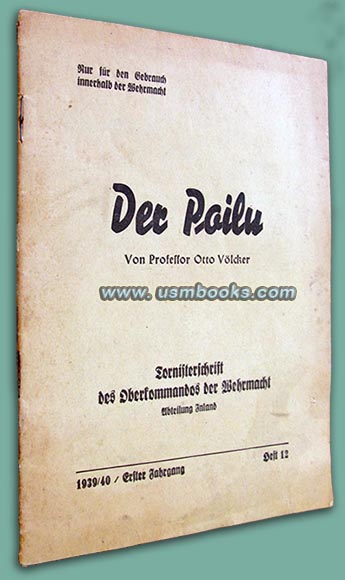 Nur für den Gebrauch
innerhalb der Wehrmacht
Der Poilu
Von Professor Otto Völcker
www. usmbooks.com
Tornisterschrift
des Oberkommandos der Wehrmacht
Abteilung Inland
1939/40 / Erster Jahrgang Heft 12